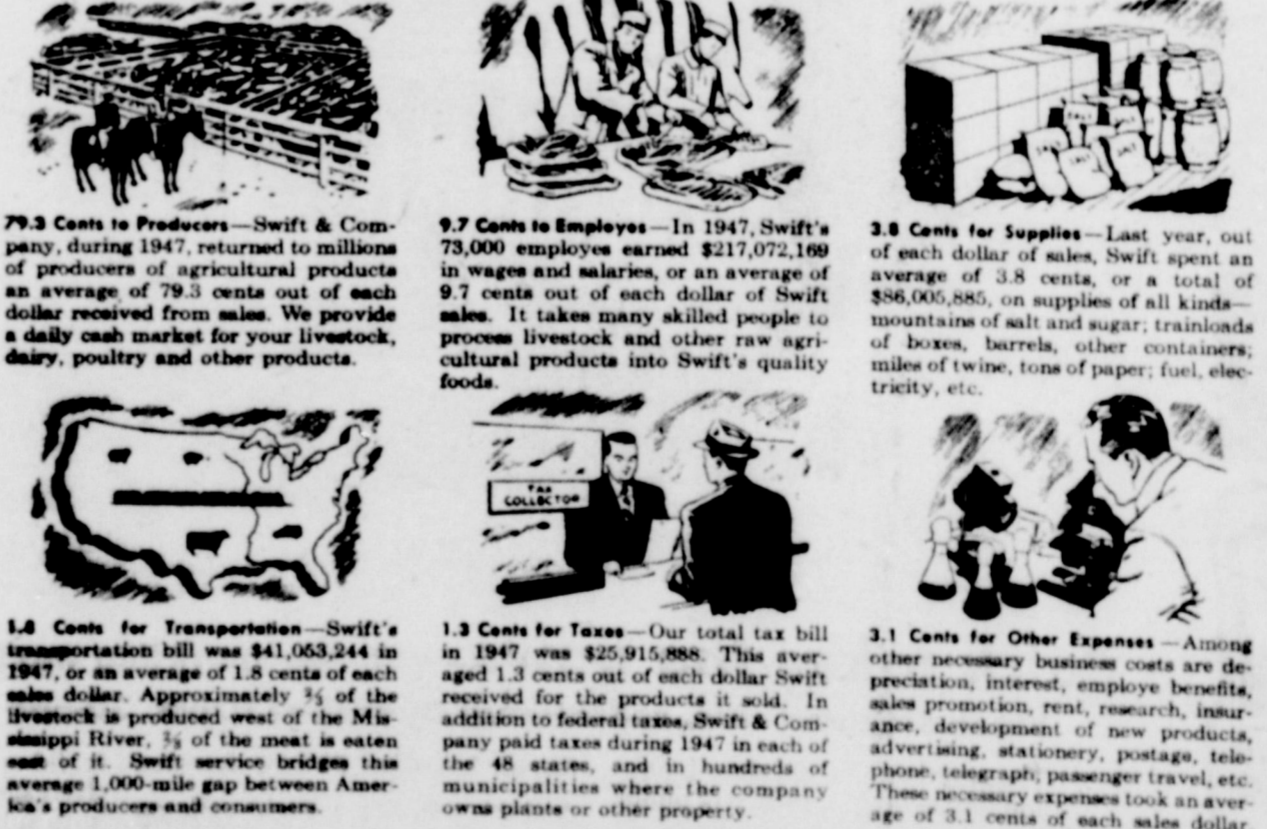 79.3 Cents to Producers—Swift & Com-
pany, during 1947, returned to millions
of producers of agricultural products
an average of 79.3 cents out of each
dollar received from sales. We provide
a daily cash market for your livestock,
dairy, poultry and other products.
9.7 Cents to Employes—In 1947, Swift's
73,000 employes earned $217,072,169
in wages and salaries, or an average of
9.7 cents out of each dollar of Swift
sales. It takes many skilled people to
process livestock and other raw agri-
cultural products into Swift's quality
foods.
SALT
SALT
SALT
SALT
3.8 Cents for Supplies—Last year, out
of each dollar of sales, Swift spent an
average of 3.8 cents, or a total of
$86,005,885, on supplies of all kinds—
mountains of salt and sugar; trainloads
of boxes, barrels, other containers;
miles of twine, tons of paper; fuel, elec-
tricity, etc.
1.8 Cents for Transportation—Swift's
transportation bill was $41,053,244 in
1947, or an average of 1.8 cents of each
sales dollar. Approximately of the
livestock is produced west of the Mis-
sissippi River, of the meat is eaten
east of it. Swift service bridges this
average 1,000-mile gap between Amer-
ica's producers and consumers.
TAX
COLLECTOR
1.3 Cents for Taxes—Our total tax bill
in 1947 was $25,915,888. This aver-
aged 1.3 cents out of each dollar Swift
received for the products it sold. In
addition to federal taxes, Swift & Com-
pany paid taxes during 1947 in each of
the 48 states, and in hundreds of
municipalities where the company
owns plants or other property.
3.1 Cents for Other Expenses—Among
other necessary business costs are de-
preciation, interest, employe benefits,
sales promotion, rent, research, insur-
ance, development of new products,
advertising, stationery, postage, tele-
phone, telegraph, passenger travel, etc.
These necessary expenses took an aver-
age of 3.1 cents of each sales dollar.